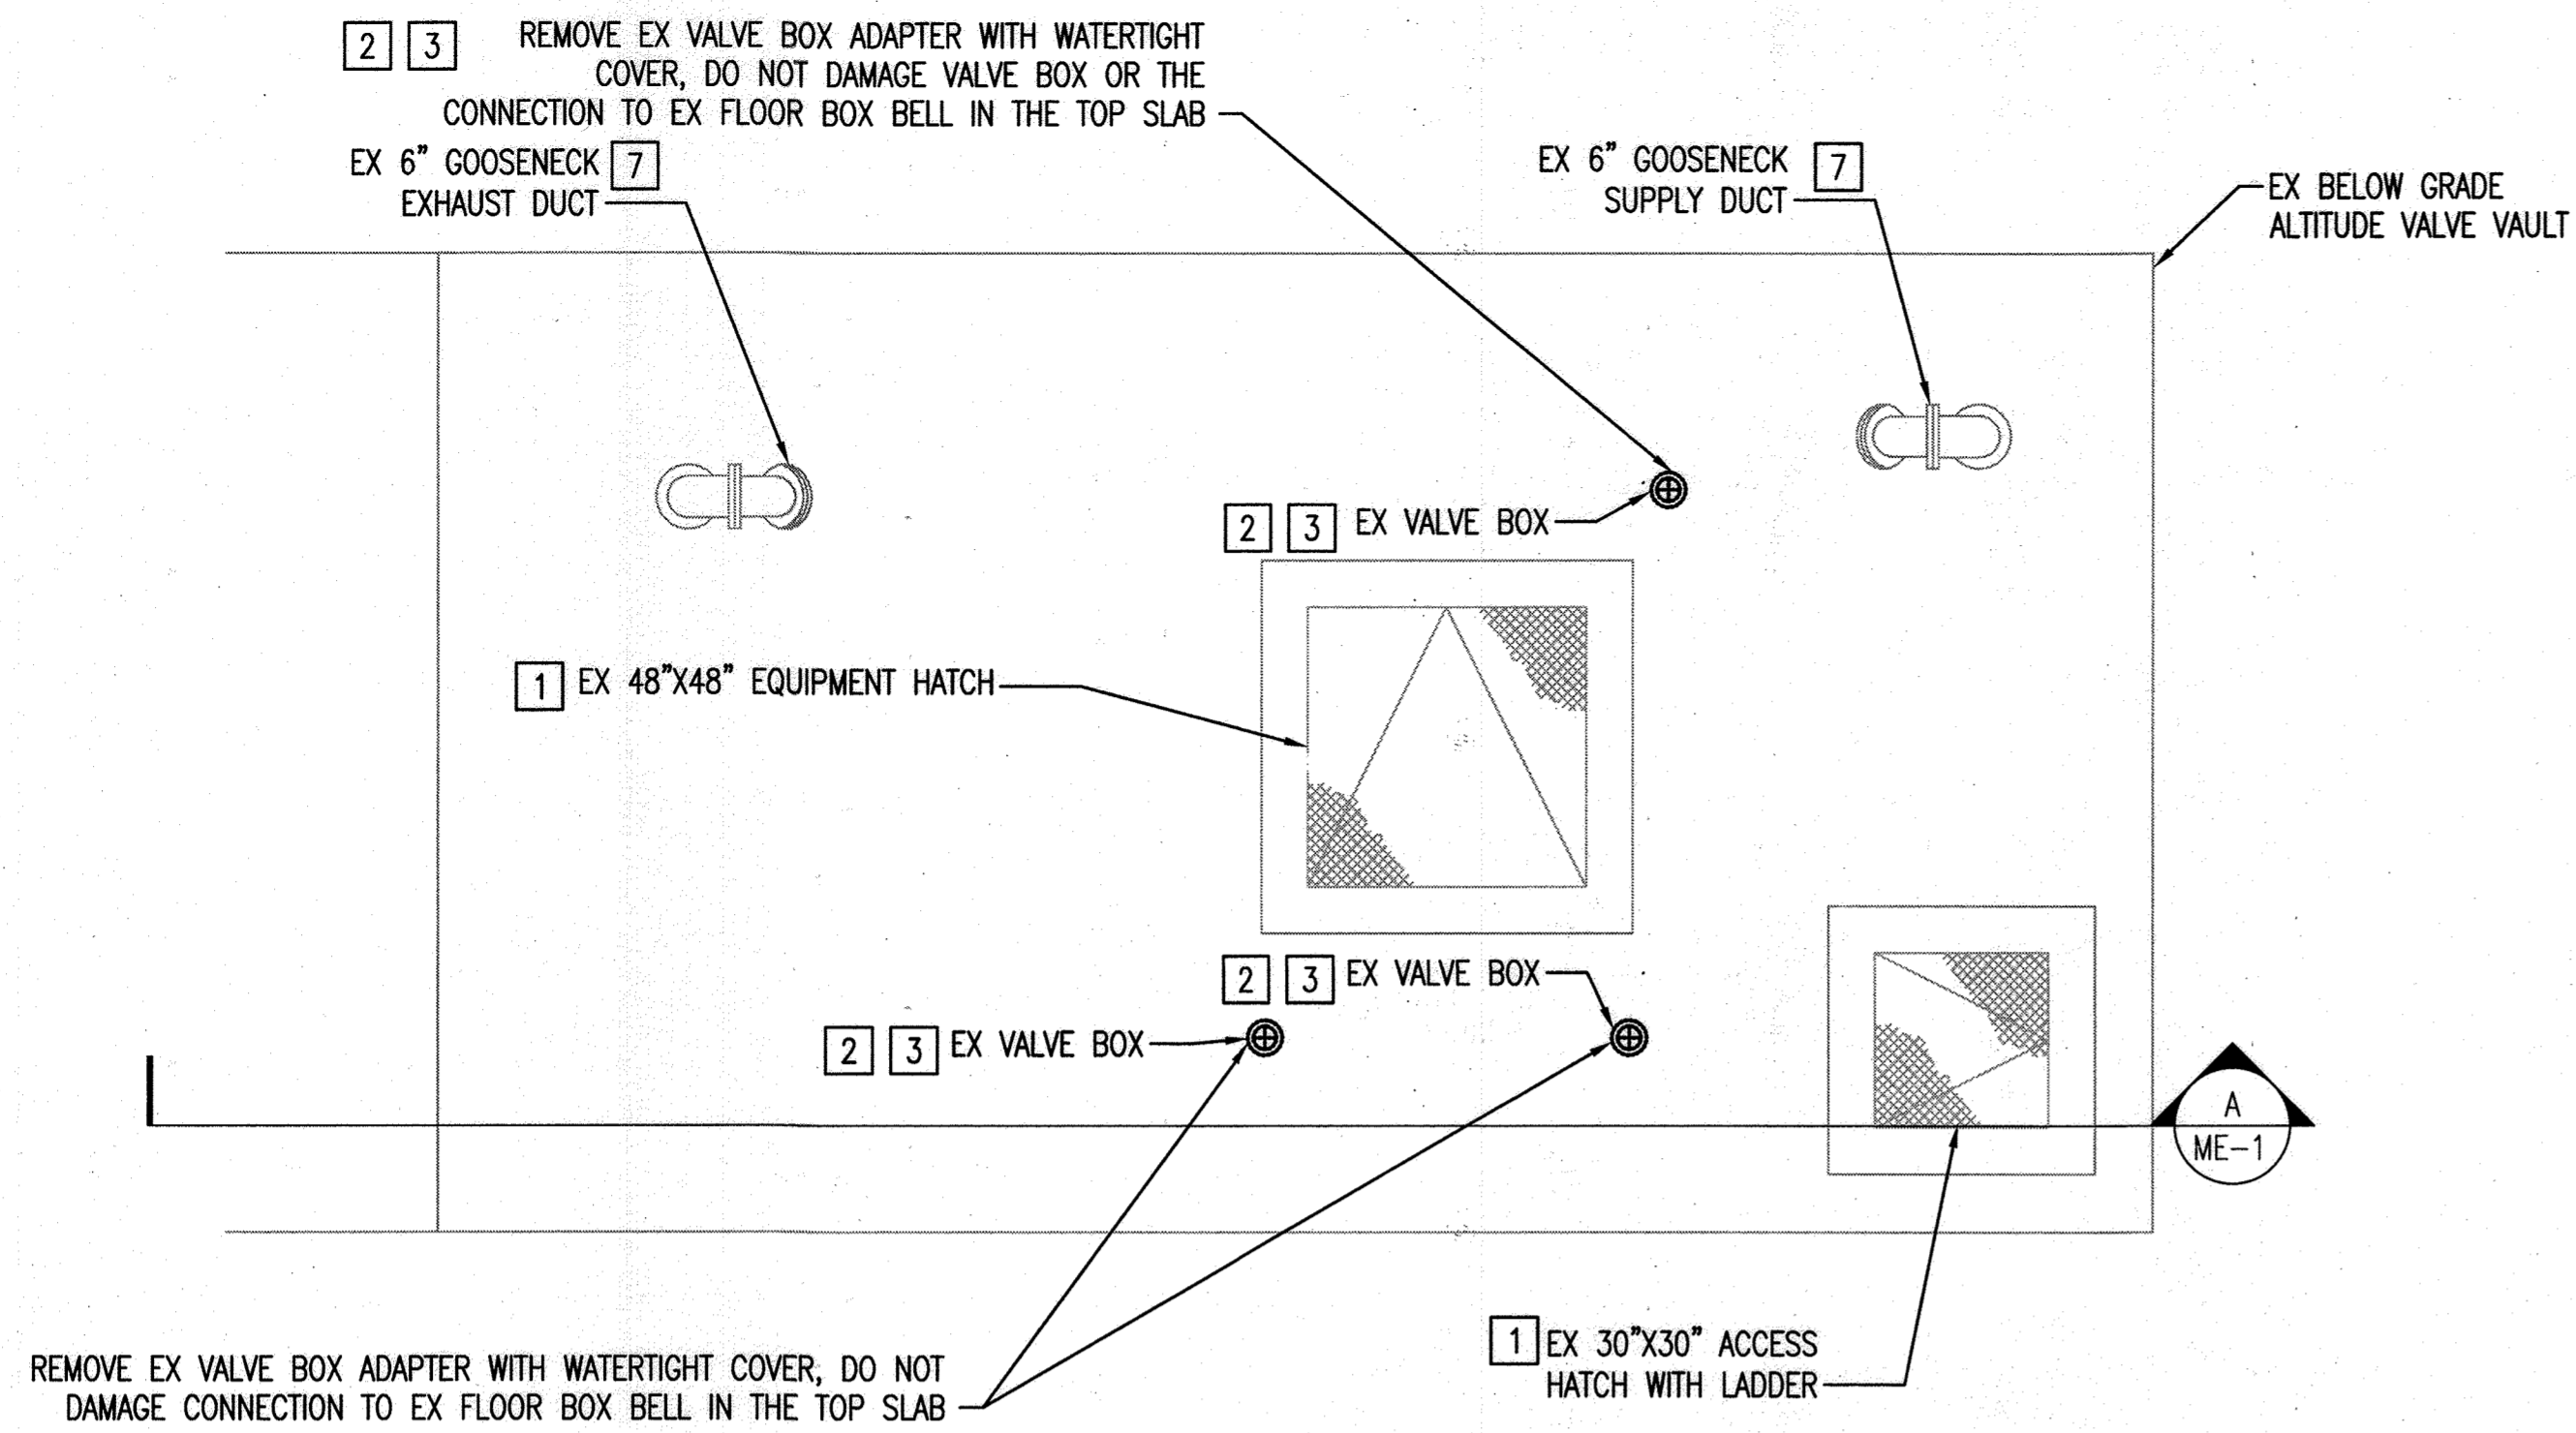 2 3 REMOVE EX VALVE BOX ADAPTER WITH WATERTIGHT
COVER, DO NOT DAMAGE VALVE BOX OR THE
CONNECTION TO EX FLOOR BOX BELL IN THE TOP SLAB
EX 6" GOOSENECK 7
EXHAUST DUCT
EX 6" GOOSENECK 7
SUPPLY DUCT
EX BELOW GRADE
ALTITUDE VALVE VAULT
2 3 EX VALVE BOX
1 EX 48"X48" EQUIPMENT HATCH
2 3 EX VALVE BOX
2 3 EX VALVE BOX
A
ME-1
1 EX 30"X30" ACCESS
HATCH WITH LADDER
REMOVE EX VALVE BOX ADAPTER WITH WATERTIGHT COVER, DO NOT
DAMAGE CONNECTION TO EX FLOOR BOX BELL IN THE TOP SLAB